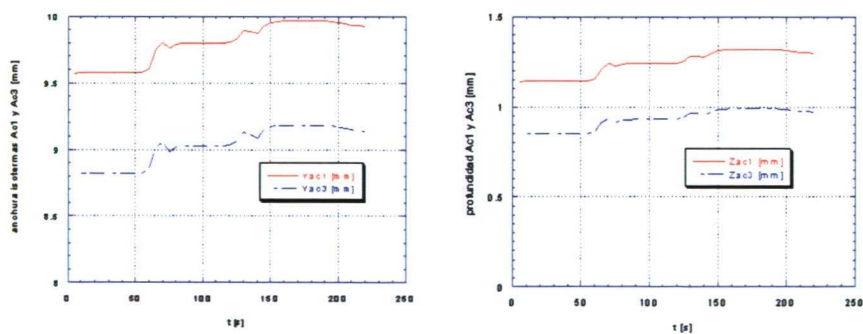 anchura isotermas Ac1 y Ac3 [mm]
10
9.5
9
8.5
8
0
50
100
150
200
250
t [s]
Yac1 [mm]
Yac3 [mm]
profundidad Ac1 y Ac3 [mm]
1.5
1
0.5
0
0
50
100
150
200
250
t [s]
Zac1 [mm]
Zac3 [mm]